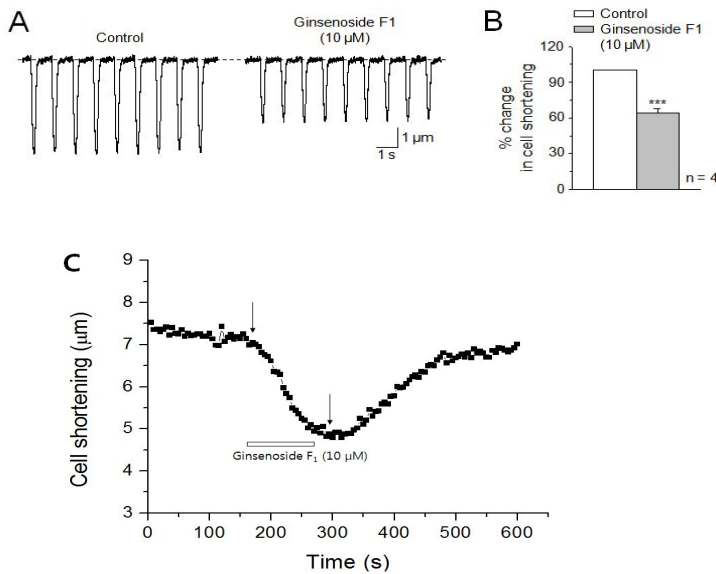 A
Control
Ginsenoside F1
(10 µM)
1 µm
1 s
B
Control
Ginsenoside F1
(10 µM)
% change
in cell shortening
120
90
60
30
0
***
n = 4
C
Cell shortening (µm)
9
8
7
6
5
4
3
Ginsenoside F₁ (10 µM)
0 100 200 300 400 500 600
Time (s)